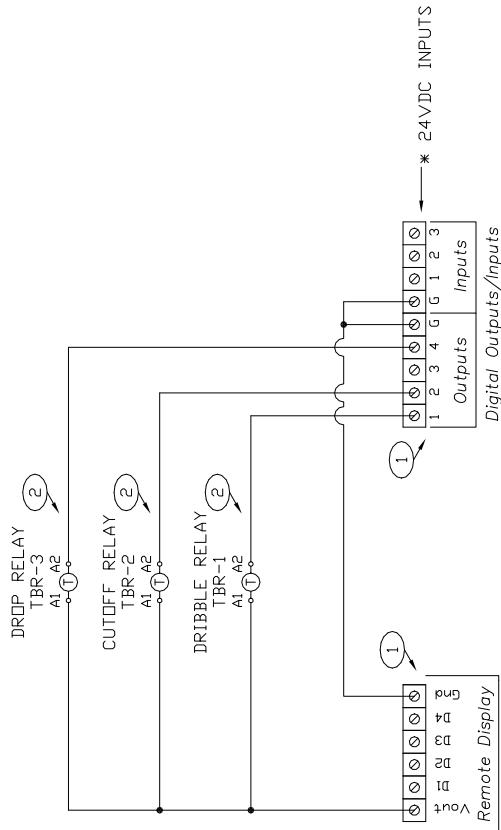 DROP RELAY
TBR-3
A1 A2
T
2
CUTOFF RELAY
TBR-2
A1 A2
T
2
DRIBBLE RELAY
TBR-1
A1 A2
T
2
1
Vout D1 D2 D3 D4 Gnd
Remote Display
1
1 2 3 4 G G 1 2 3
Outputs Inputs
Digital Outputs/Inputs
* 24VDC INPUTS